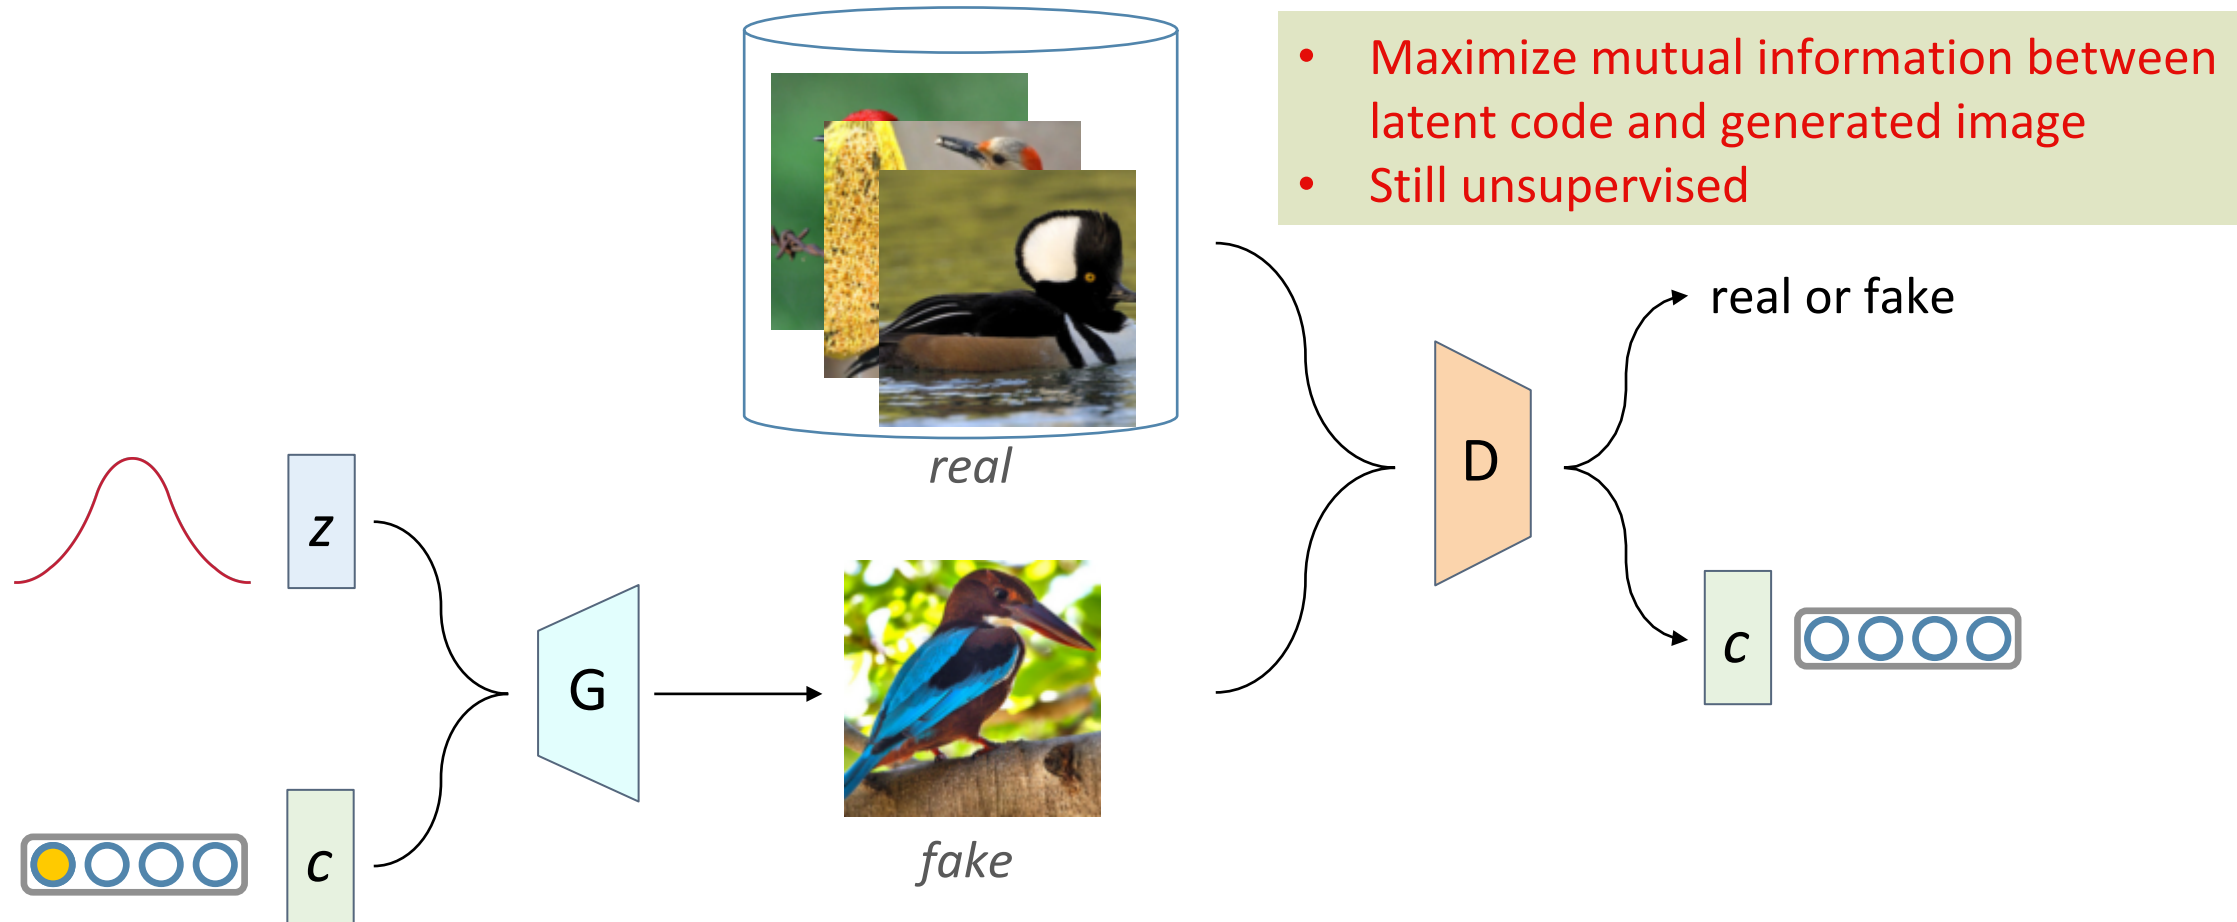 • Maximize mutual information between
latent code and generated image
• Still unsupervised
real or fake
D
real
z
G
c
c
fake